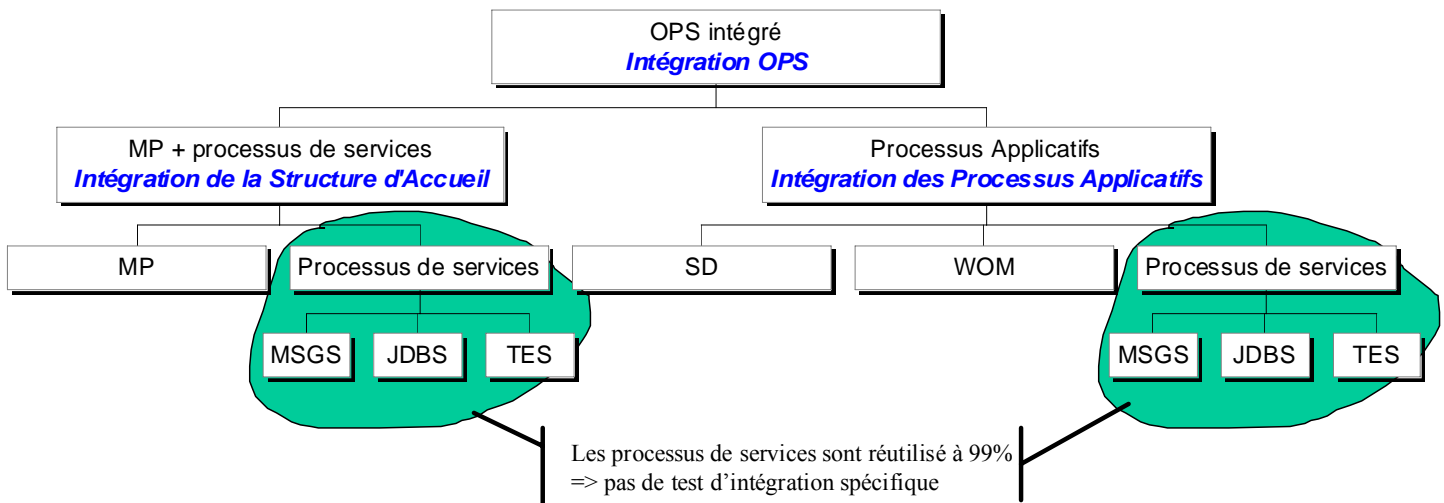 OPS intégré
Intégration OPS
MP + processus de services
Intégration de la Structure d'Accueil
Processus Applicatifs
Intégration des Processus Applicatifs
MP
Processus de services
SD
WOM
Processus de services
MSGS
JDBS
TES
MSGS
JDBS
TES
Les processus de services sont réutilisé à 99%
=> pas de test d’intégration spécifique